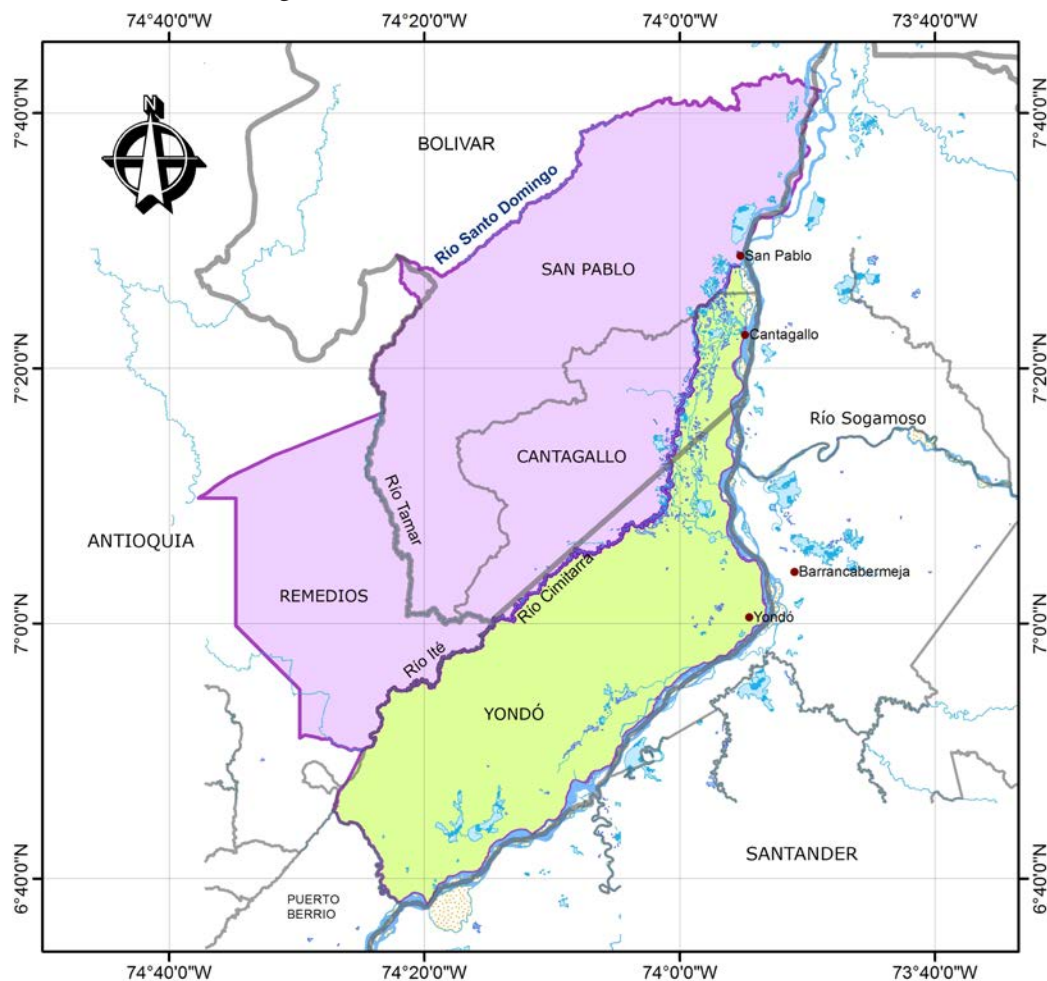 74°40'0"W
74°20'0"W
74°0'0"W
73°40'0"W
7°40'0"N
7°40'0"N
N
BOLIVAR
Río Santo Domingo
SAN PABLO
San Pablo
Cantagallo
7°20'0"N
7°20'0"N
Río Sogamoso
CANTAGALLO
Río Tamar
ANTIOQUIA
Barrancabermeja
REMEDIOS
Río Cimitarra
Yondó
7°0'0"N
7°0'0"N
Río Ité
YONDÓ
SANTANDER
6°40'0"N
6°40'0"N
PUERTO
BERRIO
74°40'0"W
74°20'0"W
74°0'0"W
73°40'0"W